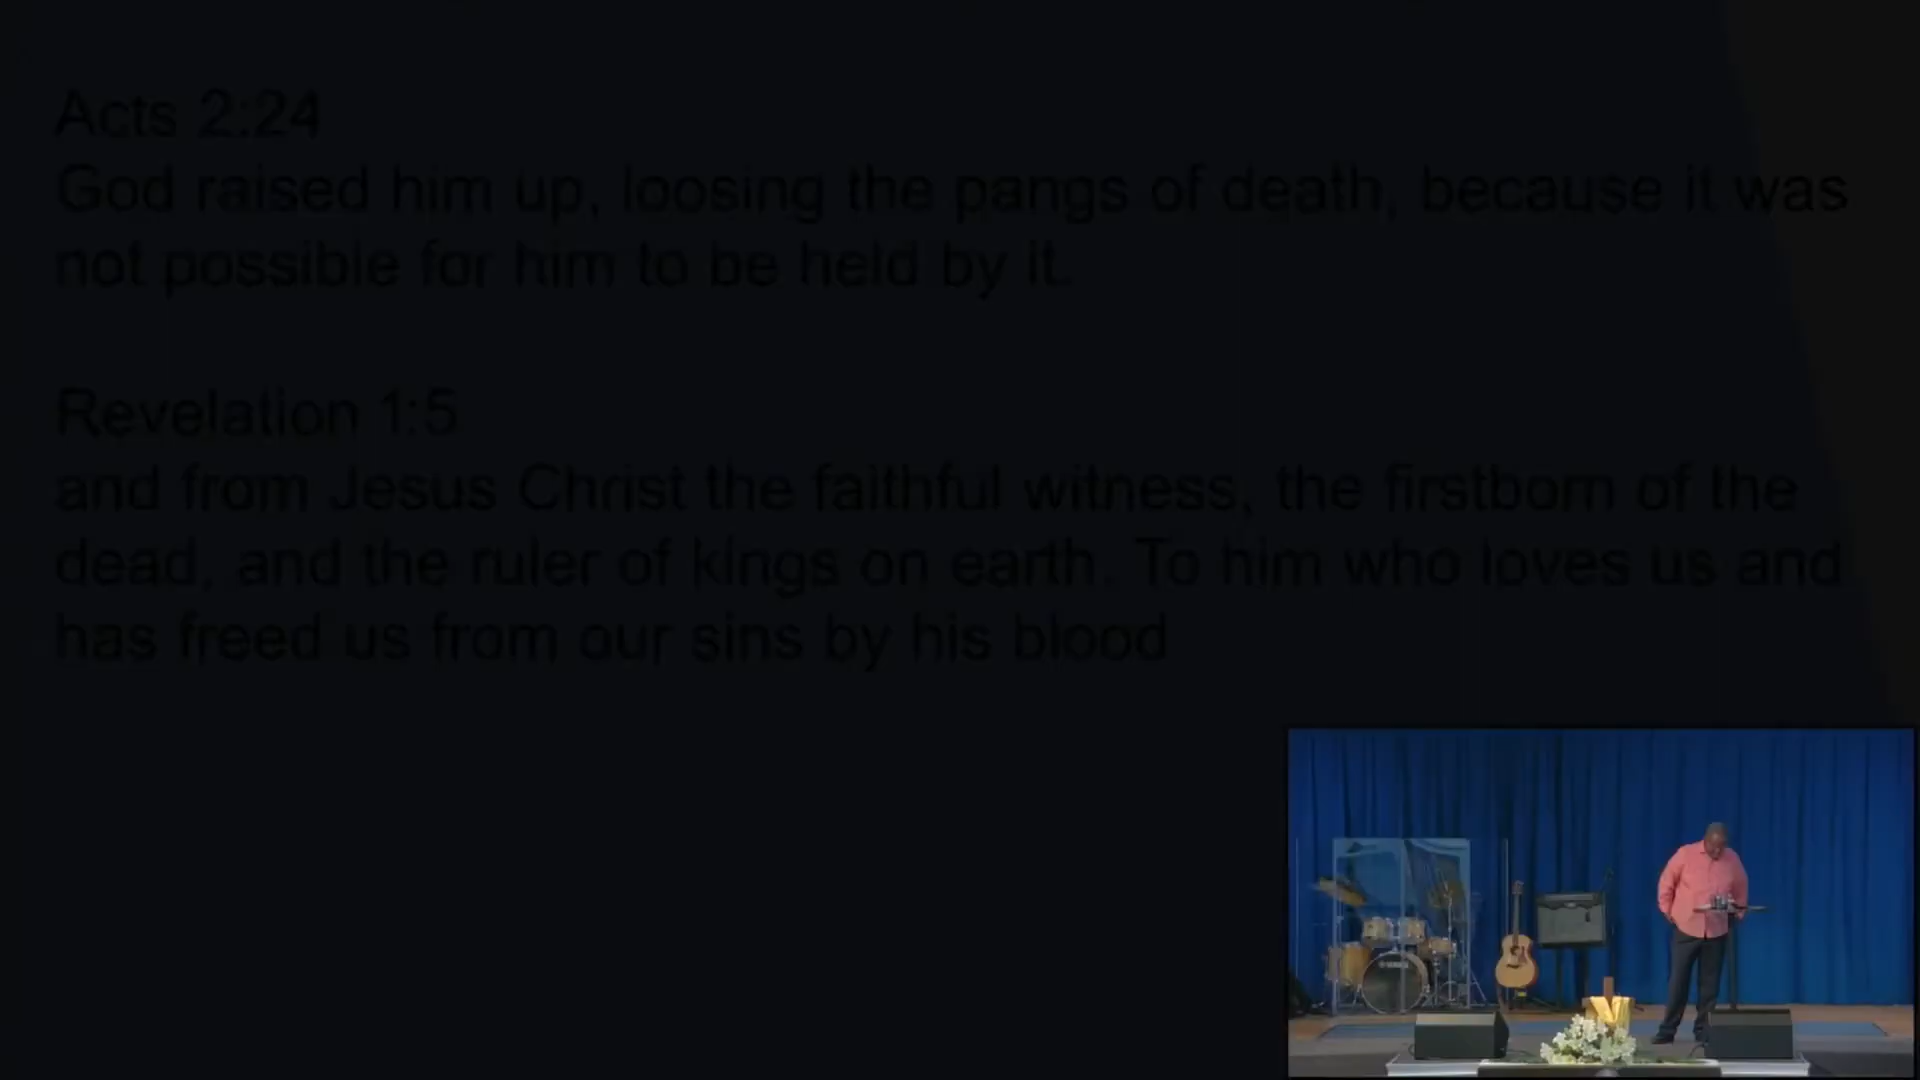 Acts 2:24
God raised him up, loosing the pangs of death, because it was
not possible for him to be held by it.
Revelation 1:5
and from Jesus Christ the faithful witness, the firstborn of the
dead, and the ruler of kings on earth. To him who loves us and
has freed us from our sins by his blood